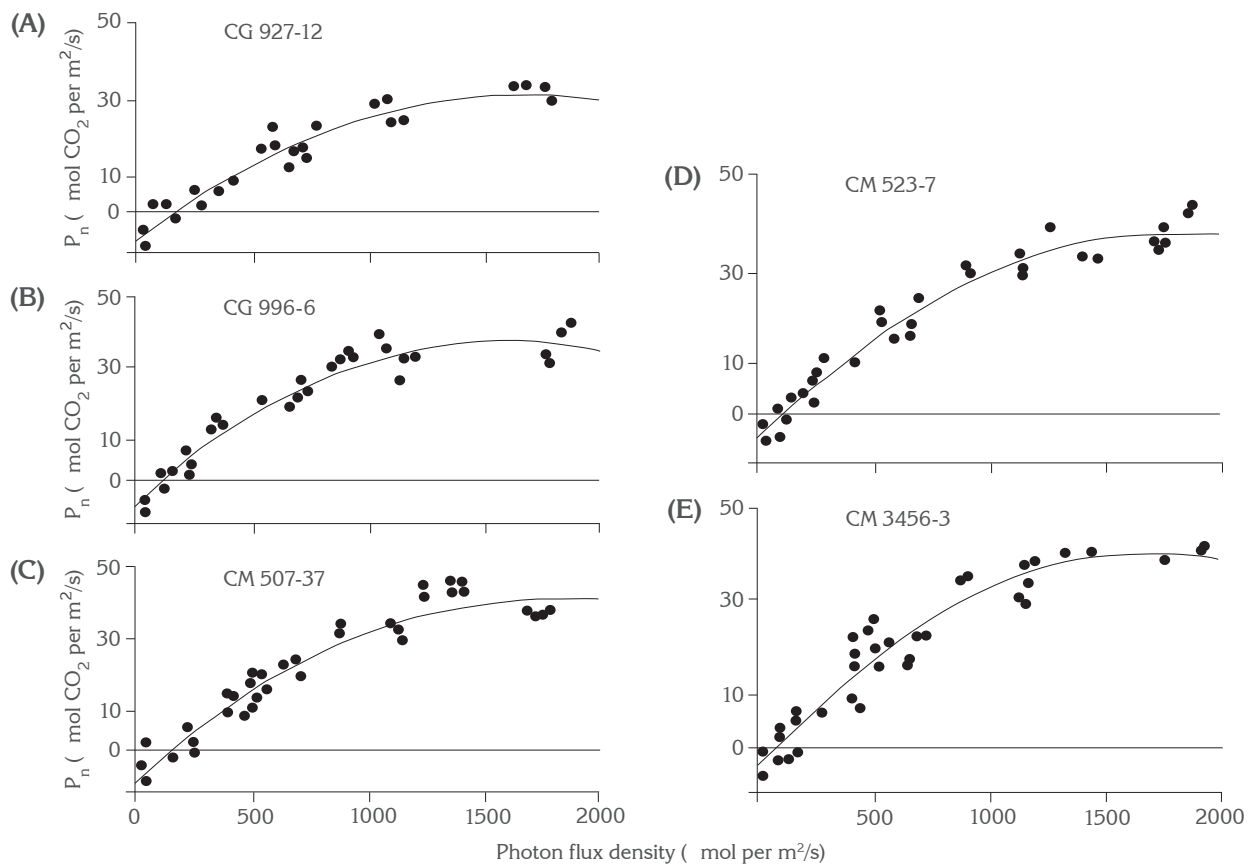 (A)
CG 927-12
Pn ( mol CO2 per m2/s)
50
30
10
0
(B)
CG 996-6
Pn ( mol CO2 per m2/s)
50
30
10
0
(C)
CM 507-37
Pn ( mol CO2 per m2/s)
50
30
10
0
0 500 1000 1500 2000
(D)
CM 523-7
50
30
10
0
(E)
CM 3456-3
50
30
10
0
500 1000 1500 2000
Photon flux density ( mol per m2/s)